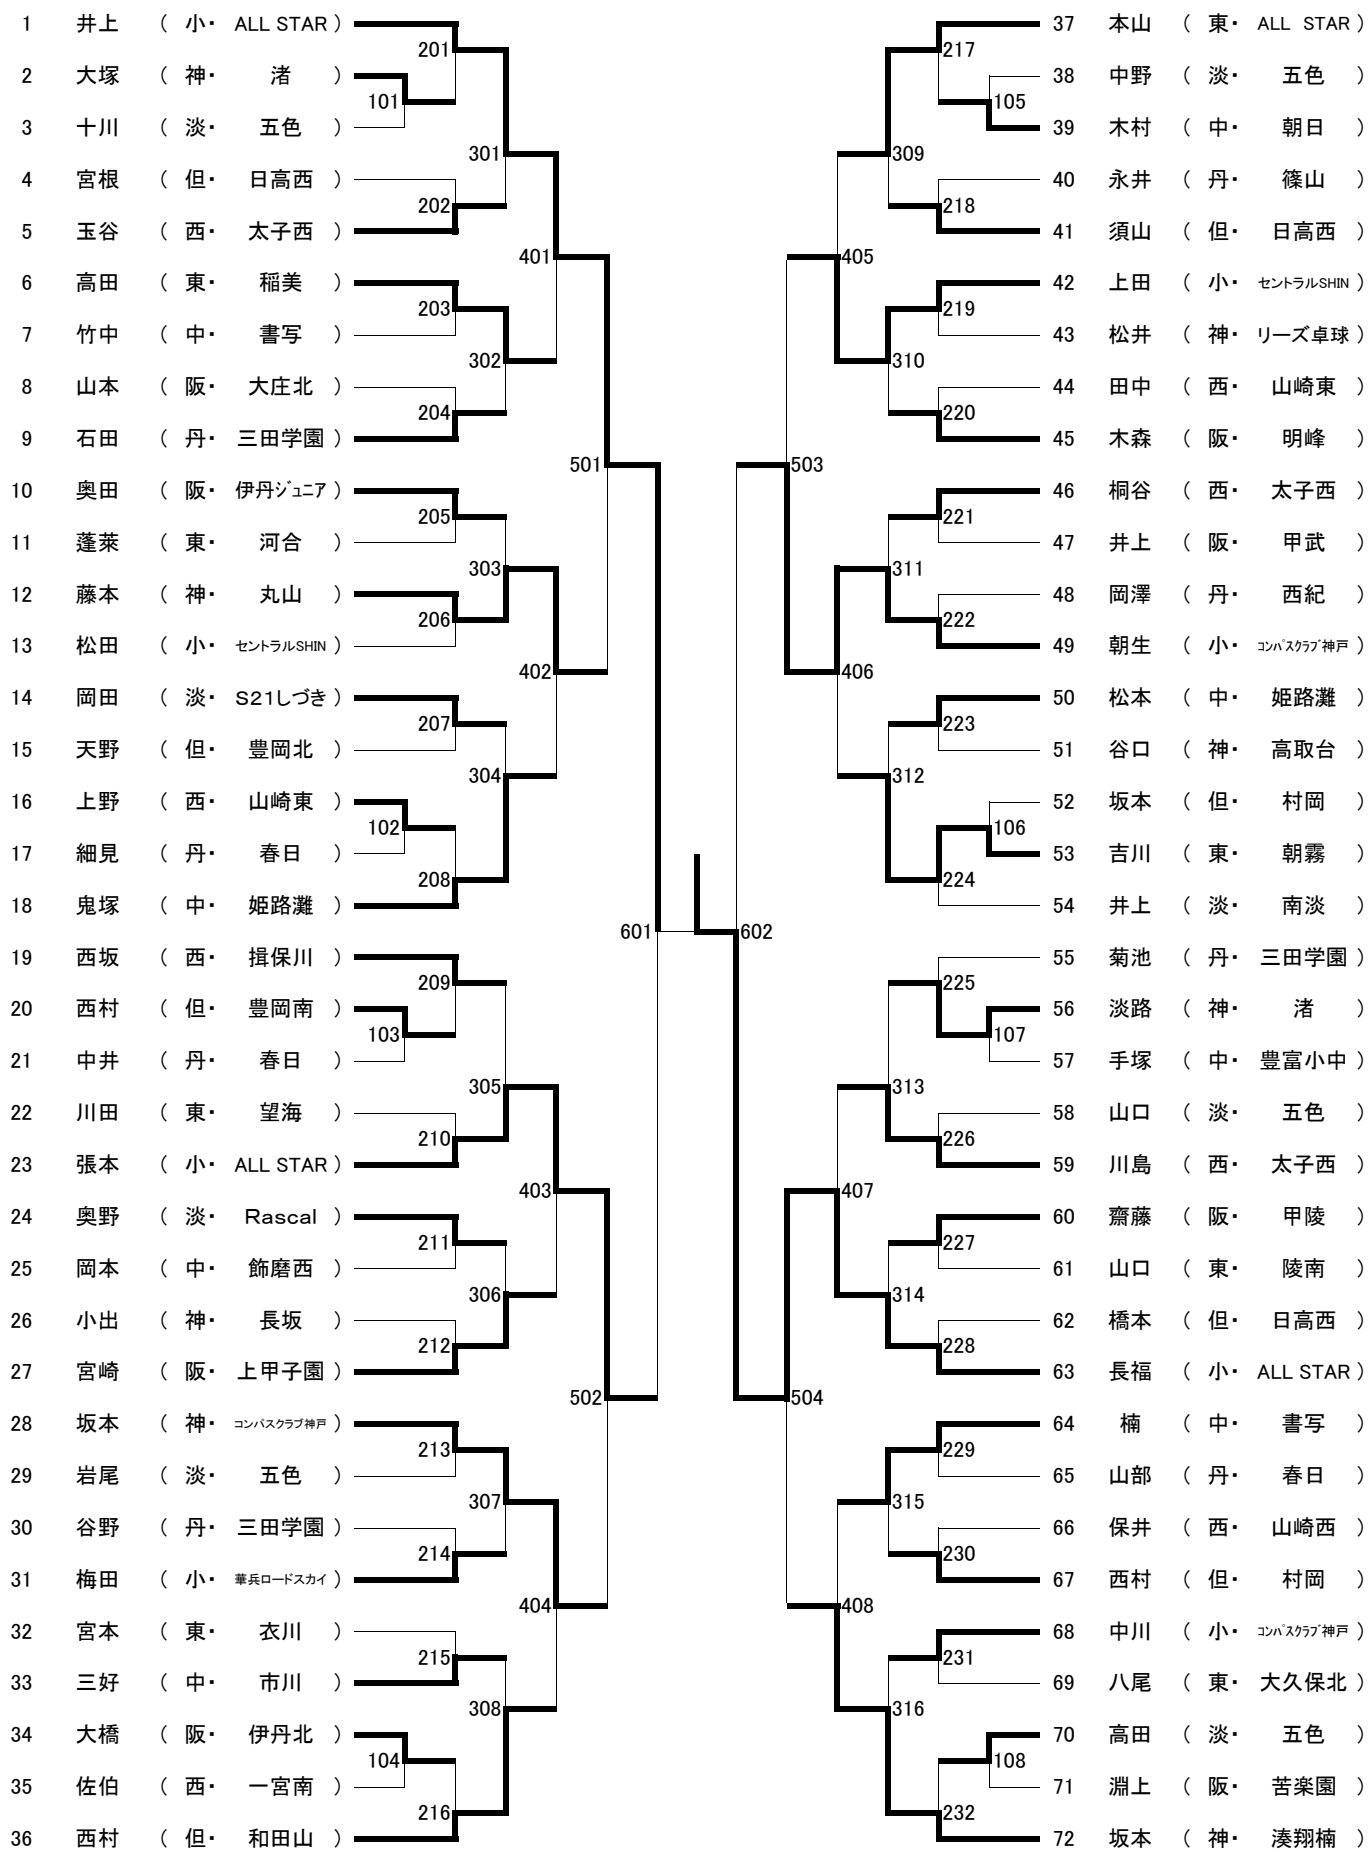 1 井上 ( 小・ ALL STAR )
2 大塚 ( 神・ 渚 )
3 十川 ( 淡・ 五色 )
4 宮根 ( 但・ 日高西 )
5 玉谷 ( 西・ 太子西 )
6 高田 ( 東・ 稲美 )
7 竹中 ( 中・ 書写 )
8 山本 ( 阪・ 大庄北 )
9 石田 ( 丹・ 三田学園 )
10 奥田 ( 阪・ 伊丹ジュニア )
11 蓬莱 ( 東・ 河合 )
12 藤本 ( 神・ 丸山 )
13 松田 ( 小・ セントラルSHIN )
14 岡田 ( 淡・ S21しづき )
15 天野 ( 但・ 豊岡北 )
16 上野 ( 西・ 山崎東 )
17 細見 ( 丹・ 春日 )
18 鬼塚 ( 中・ 姫路灘 )
19 西坂 ( 西・ 揖保川 )
20 西村 ( 但・ 豊岡南 )
21 中井 ( 丹・ 春日 )
22 川田 ( 東・ 望海 )
23 張本 ( 小・ ALL STAR )
24 奥野 ( 淡・ Rascal )
25 岡本 ( 中・ 飾磨西 )
26 小出 ( 神・ 長坂 )
27 宮崎 ( 阪・ 上甲子園 )
28 坂本 ( 神・ コンパスクラブ神戸 )
29 岩尾 ( 淡・ 五色 )
30 谷野 ( 丹・ 三田学園 )
31 梅田 ( 小・ 華兵ロードスカイ )
32 宮本 ( 東・ 衣川 )
33 三好 ( 中・ 市川 )
34 大橋 ( 阪・ 伊丹北 )
35 佐伯 ( 西・ 一宮南 )
36 西村 ( 但・ 和田山 )
101
102
103
104
201
202
203
204
205
206
207
208
209
210
211
212
213
214
215
216
301
302
303
304
305
306
307
308
401
402
403
404
501
502
601
602
503
504
405
406
407
408
309
310
311
312
313
314
315
316
217
218
219
220
221
222
223
224
225
226
227
228
229
230
231
232
105
106
107
108
37 本山 ( 東・ ALL STAR )
38 中野 ( 淡・ 五色 )
39 木村 ( 中・ 朝日 )
40 永井 ( 丹・ 篠山 )
41 須山 ( 但・ 日高西 )
42 上田 ( 小・ セントラルSHIN )
43 松井 ( 神・ リーズ卓球 )
44 田中 ( 西・ 山崎東 )
45 木森 ( 阪・ 明峰 )
46 桐谷 ( 西・ 太子西 )
47 井上 ( 阪・ 甲武 )
48 岡澤 ( 丹・ 西紀 )
49 朝生 ( 小・ コンパスクラブ神戸 )
50 松本 ( 中・ 姫路灘 )
51 谷口 ( 神・ 高取台 )
52 坂本 ( 但・ 村岡 )
53 吉川 ( 東・ 朝霧 )
54 井上 ( 淡・ 南淡 )
55 菊池 ( 丹・ 三田学園 )
56 淡路 ( 神・ 渚 )
57 手塚 ( 中・ 豊富小中 )
58 山口 ( 淡・ 五色 )
59 川島 ( 西・ 太子西 )
60 齋藤 ( 阪・ 甲陵 )
61 山口 ( 東・ 陵南 )
62 橋本 ( 但・ 日高西 )
63 長福 ( 小・ ALL STAR )
64 楠 ( 中・ 書写 )
65 山部 ( 丹・ 春日 )
66 保井 ( 西・ 山崎西 )
67 西村 ( 但・ 村岡 )
68 中川 ( 小・ コンパスクラブ神戸 )
69 八尾 ( 東・ 大久保北 )
70 高田 ( 淡・ 五色 )
71 淵上 ( 阪・ 苦楽園 )
72 坂本 ( 神・ 湊翔楠 )